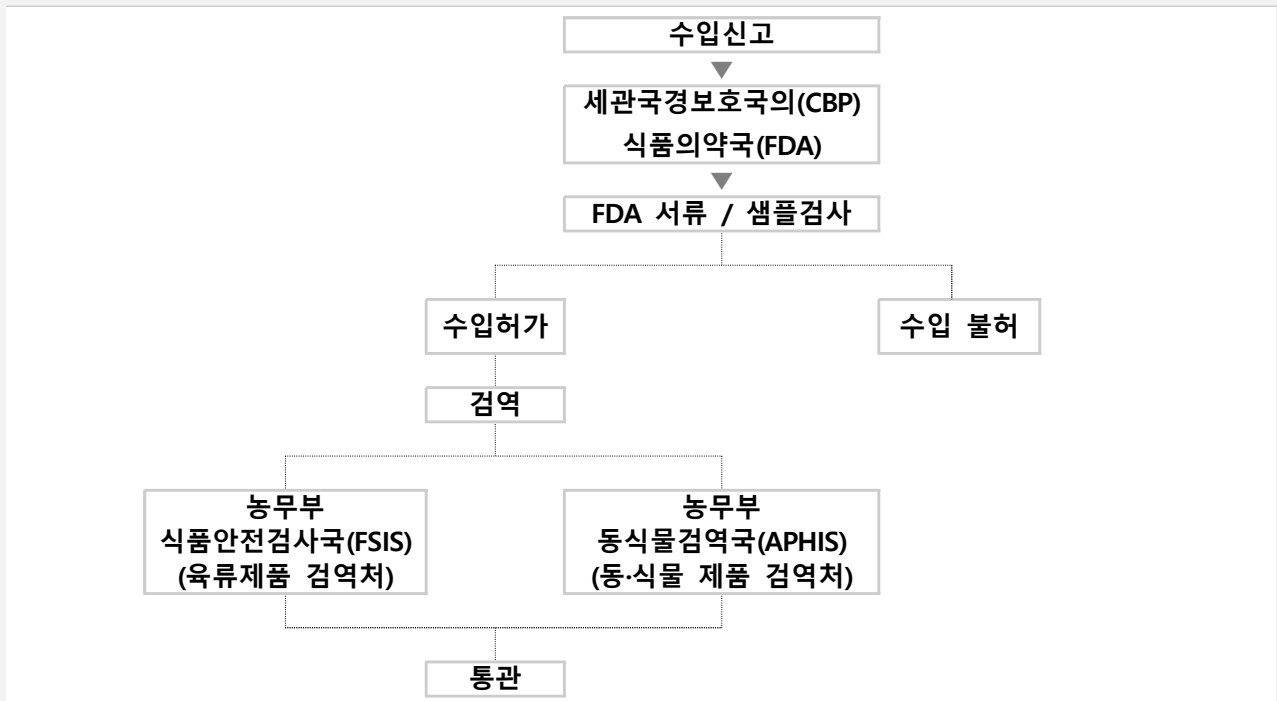 수입신고
세관국경보호국의(CBP)
식품의약국(FDA)
FDA 서류 / 샘플검사
수입허가
수입 불허
검역
농무부
식품안전검사국(FSIS)
(육류제품 검역처)
농무부
동식물검역국(APHIS)
(동·식물 제품 검역처)
통관